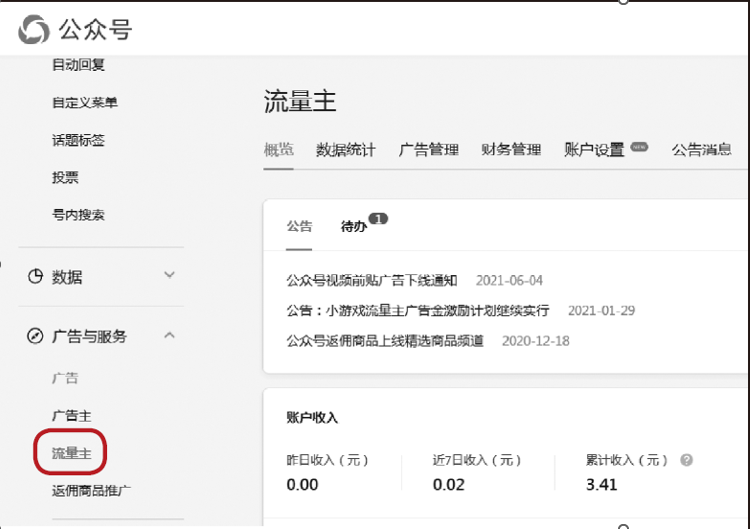 公众号
自动回复
自定义菜单
话题标签
投票
号内搜索
数据
广告与服务
广告
广告主
流量主
返佣商品推广
流量主
概览 数据统计 广告管理 财务管理 账户设置 NEW 公告消息
公告 待办 1
公众号视频前贴广告下线通知 2021-06-04
公告：小游戏流量主广告金激励计划继续实行 2021-01-29
公众号返佣商品上线精选商品频道 2020-12-18
账户收入
昨日收入（元） 近7日收入（元） 累计收入（元） ?
0.00 0.02 3.41